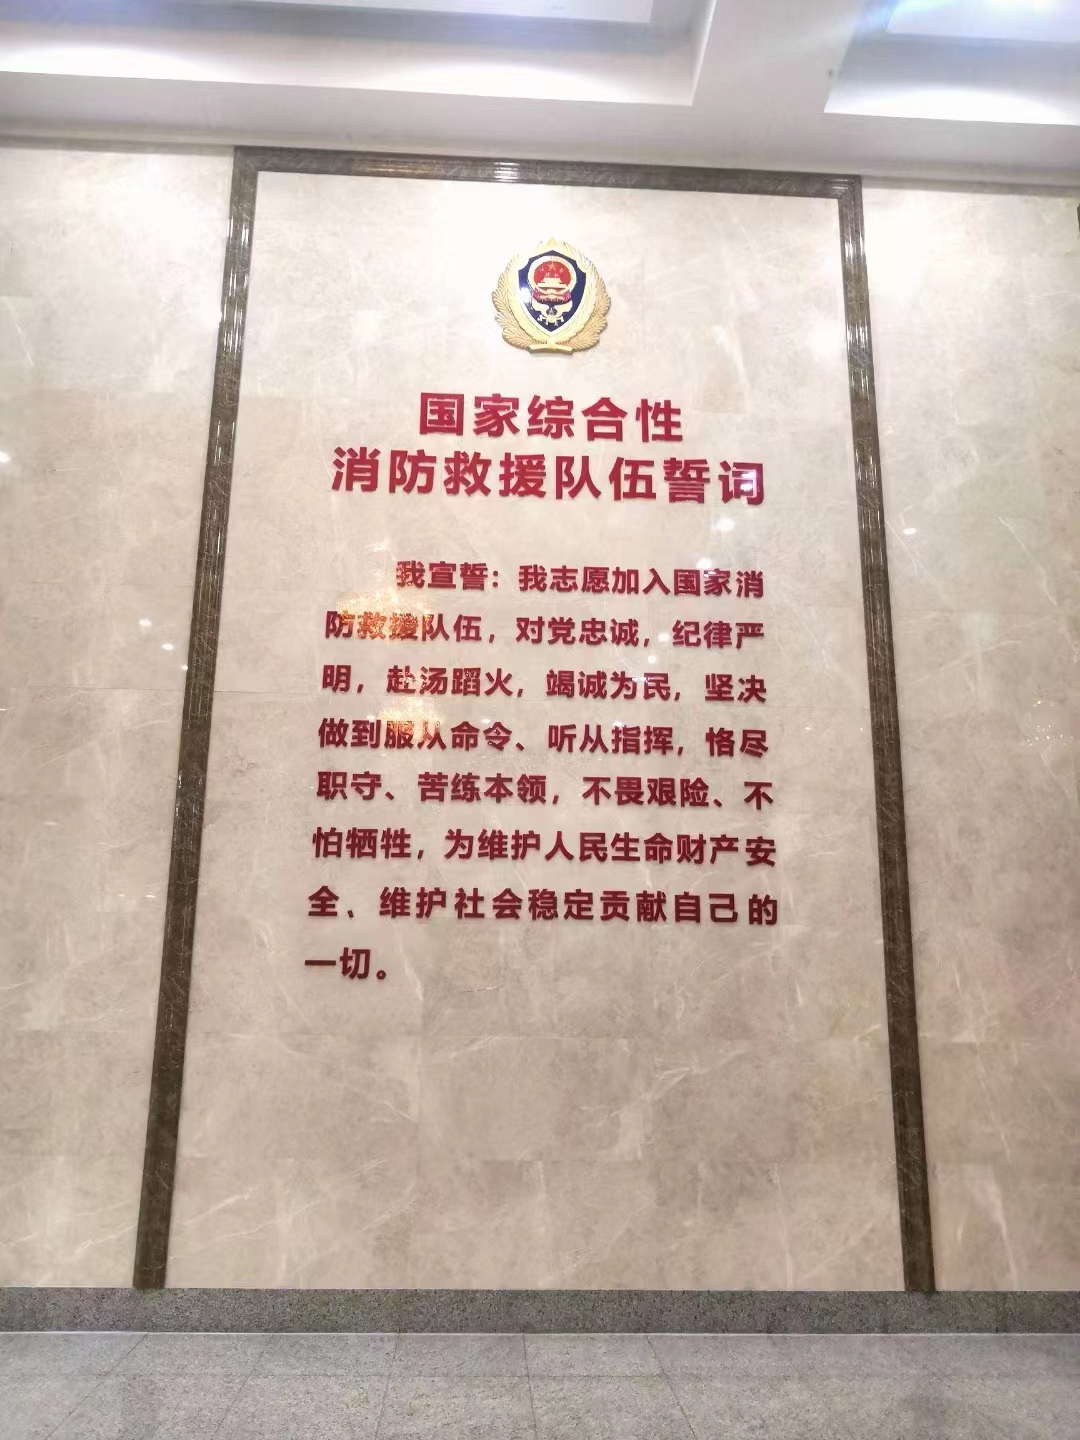 国家综合性
消防救援队伍誓词
我宣誓：我志愿加入国家消
防救援队伍，对党忠诚，纪律严
明，赴汤蹈火，竭诚为民，坚决
做到服从命令、听从指挥，恪尽
职守、苦练本领，不畏艰险、不
怕牺牲，为维护人民生命财产安
全、维护社会稳定贡献自己的
一切。